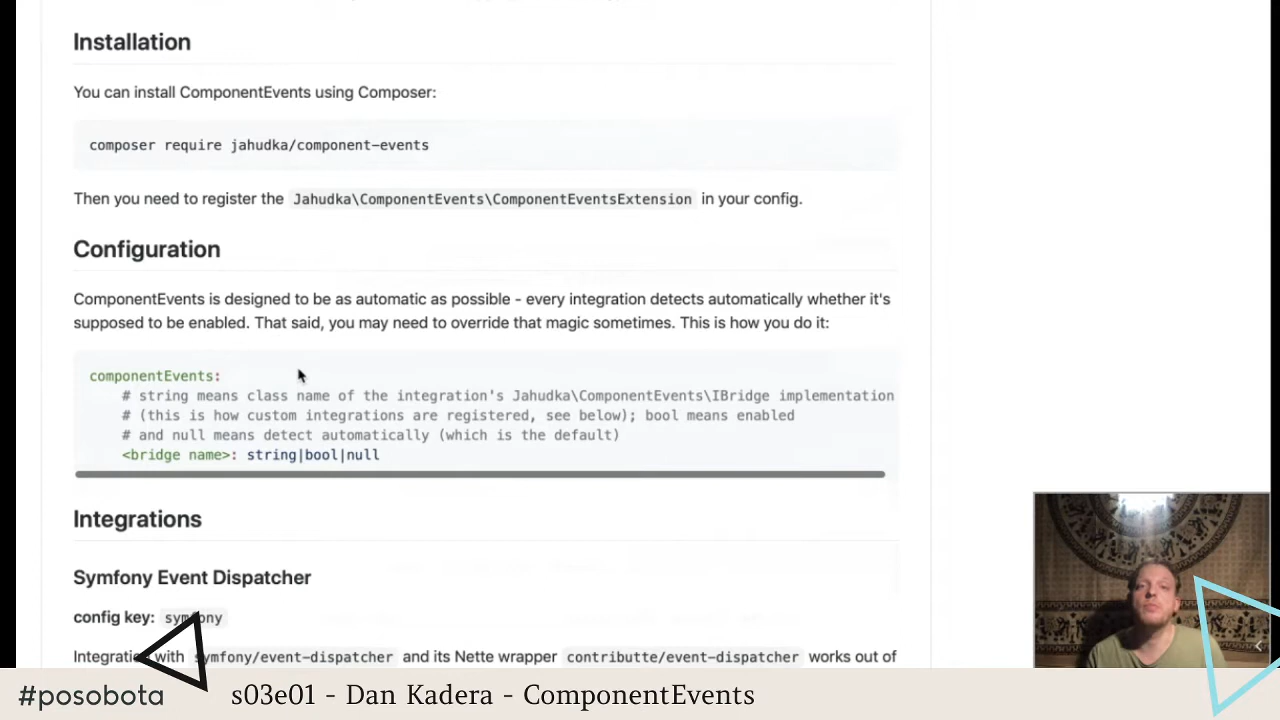 Installation
You can install ComponentEvents using Composer:
composer require jahudka/component-events
Then you need to register the Jahudka\ComponentEvents\ComponentEventsExtension in your config.
Configuration
ComponentEvents is designed to be as automatic as possible - every integration detects automatically whether it's
supposed to be enabled. That said, you may need to override that magic sometimes. This is how you do it:
componentEvents:
# string means class name of the integration's Jahudka\ComponentEvents\IBridge implementation
# (this is how custom integrations are registered, see below); bool means enabled
# and null means detect automatically (which is the default)
<bridge name>: string|bool|null
Integrations
Symfony Event Dispatcher
config key: symfony
Integration with symfony/event-dispatcher and its Nette wrapper contributte/event-dispatcher works out of
#posobota
s03e01 - Dan Kadera - ComponentEvents